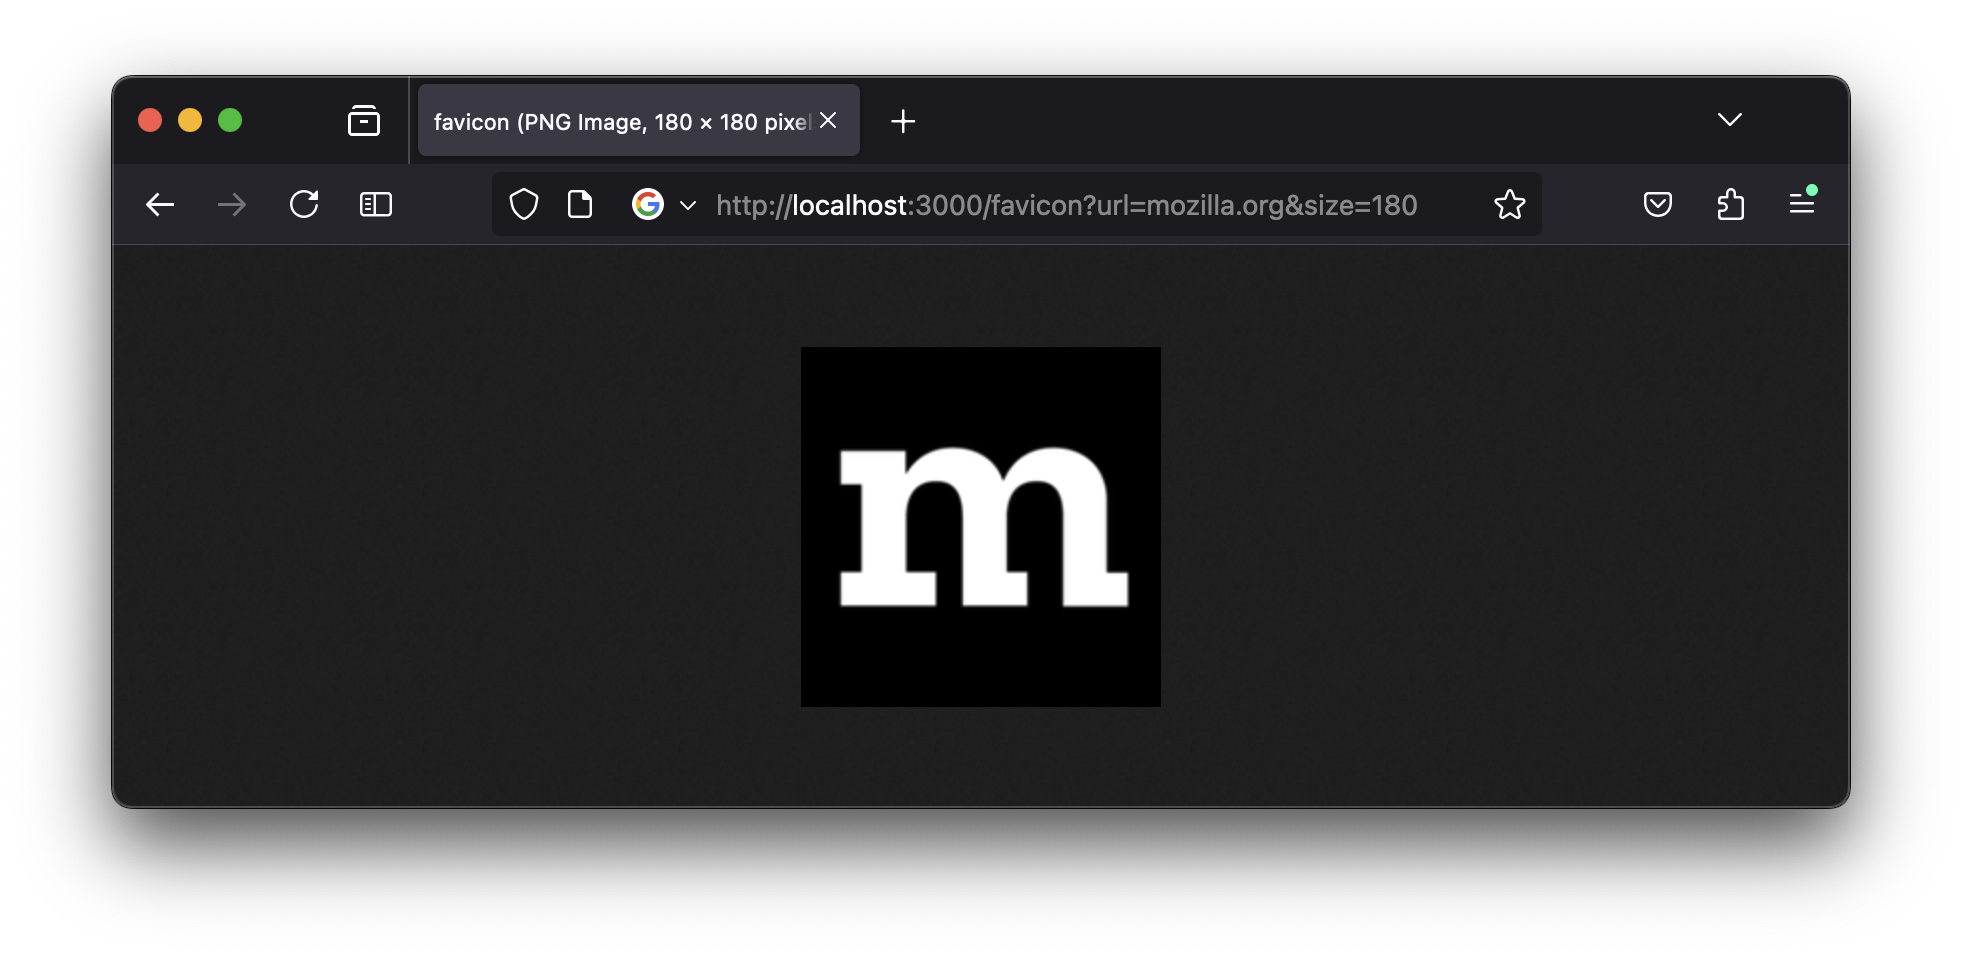 favicon (PNG Image, 180 × 180 pixel
http://localhost:3000/favicon?url=mozilla.org&size=180
m